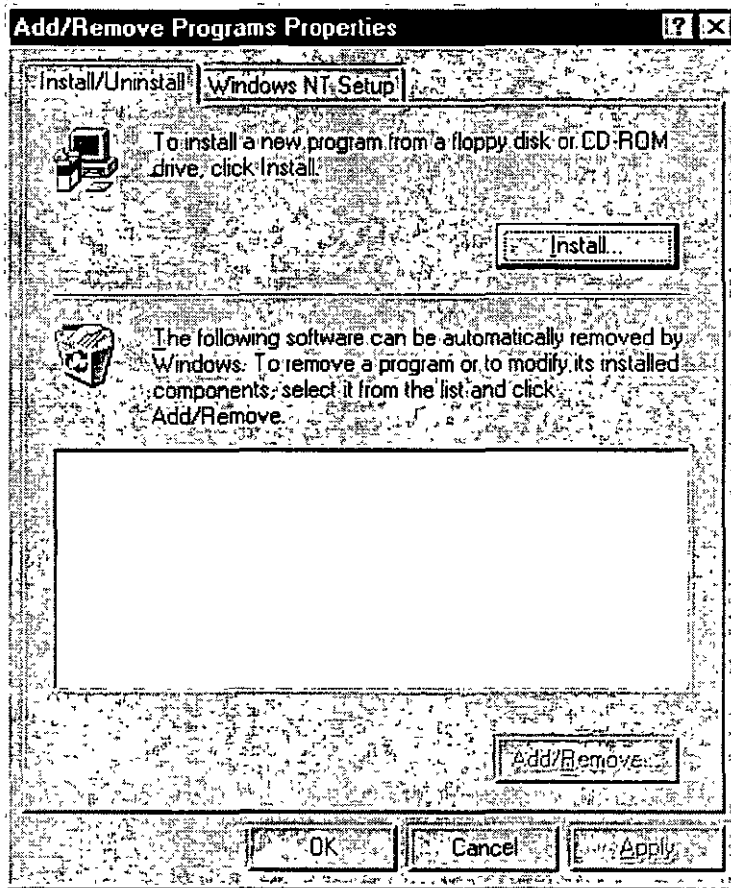 Add/Remove Programs Properties
Install/Uninstall
Windows NT Setup
To install a new program from a floppy disk or CD-ROM
drive, click Install.
Install...
The following software can be automatically removed by
Windows. To remove a program or to modify its installed
components, select it from the list and click
Add/Remove.
Add/Remove...
OK
Cancel
Apply